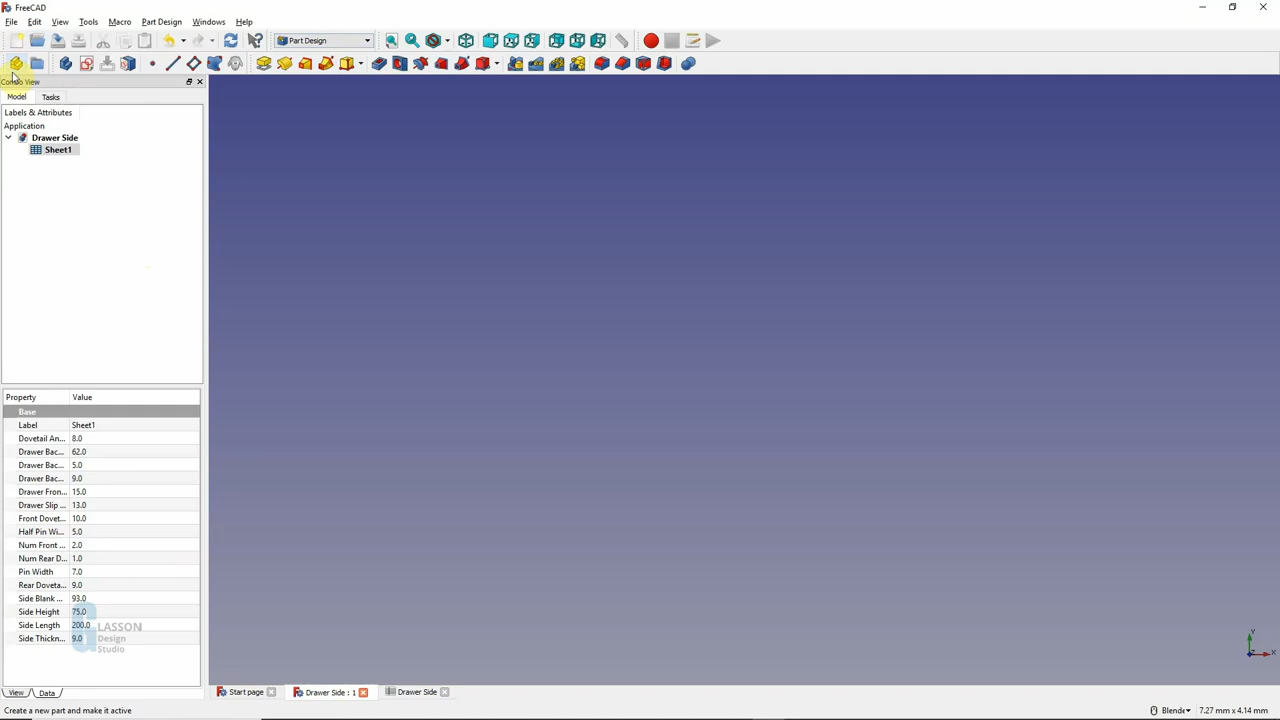 FreeCAD
File Edit View Tools Macro Part Design Windows Help
Part Design
Combo View
Model Tasks
Labels & Attributes
Application
Drawer Side
Sheet1
Property Value
Base
Label Sheet1
Dovetail An... 8.0
Drawer Bac... 62.0
Drawer Bac... 5.0
Drawer Bac... 9.0
Drawer Fron... 15.0
Drawer Slip ... 13.0
Front Dovet... 10.0
Half Pin Wi... 5.0
Num Front ... 2.0
Num Rear D... 1.0
Pin Width 7.0
Rear Doveta... 9.0
Side Blank ... 93.0
Side Height 75.0
Side Length 200.0
Side Thickn... 9.0
GLASSON
Design
Studio
View Data
Start page Drawer Side : 1 Drawer Side
Y
X
Z
Create a new part and make it active
Blender 7.27 mm x 4.14 mm